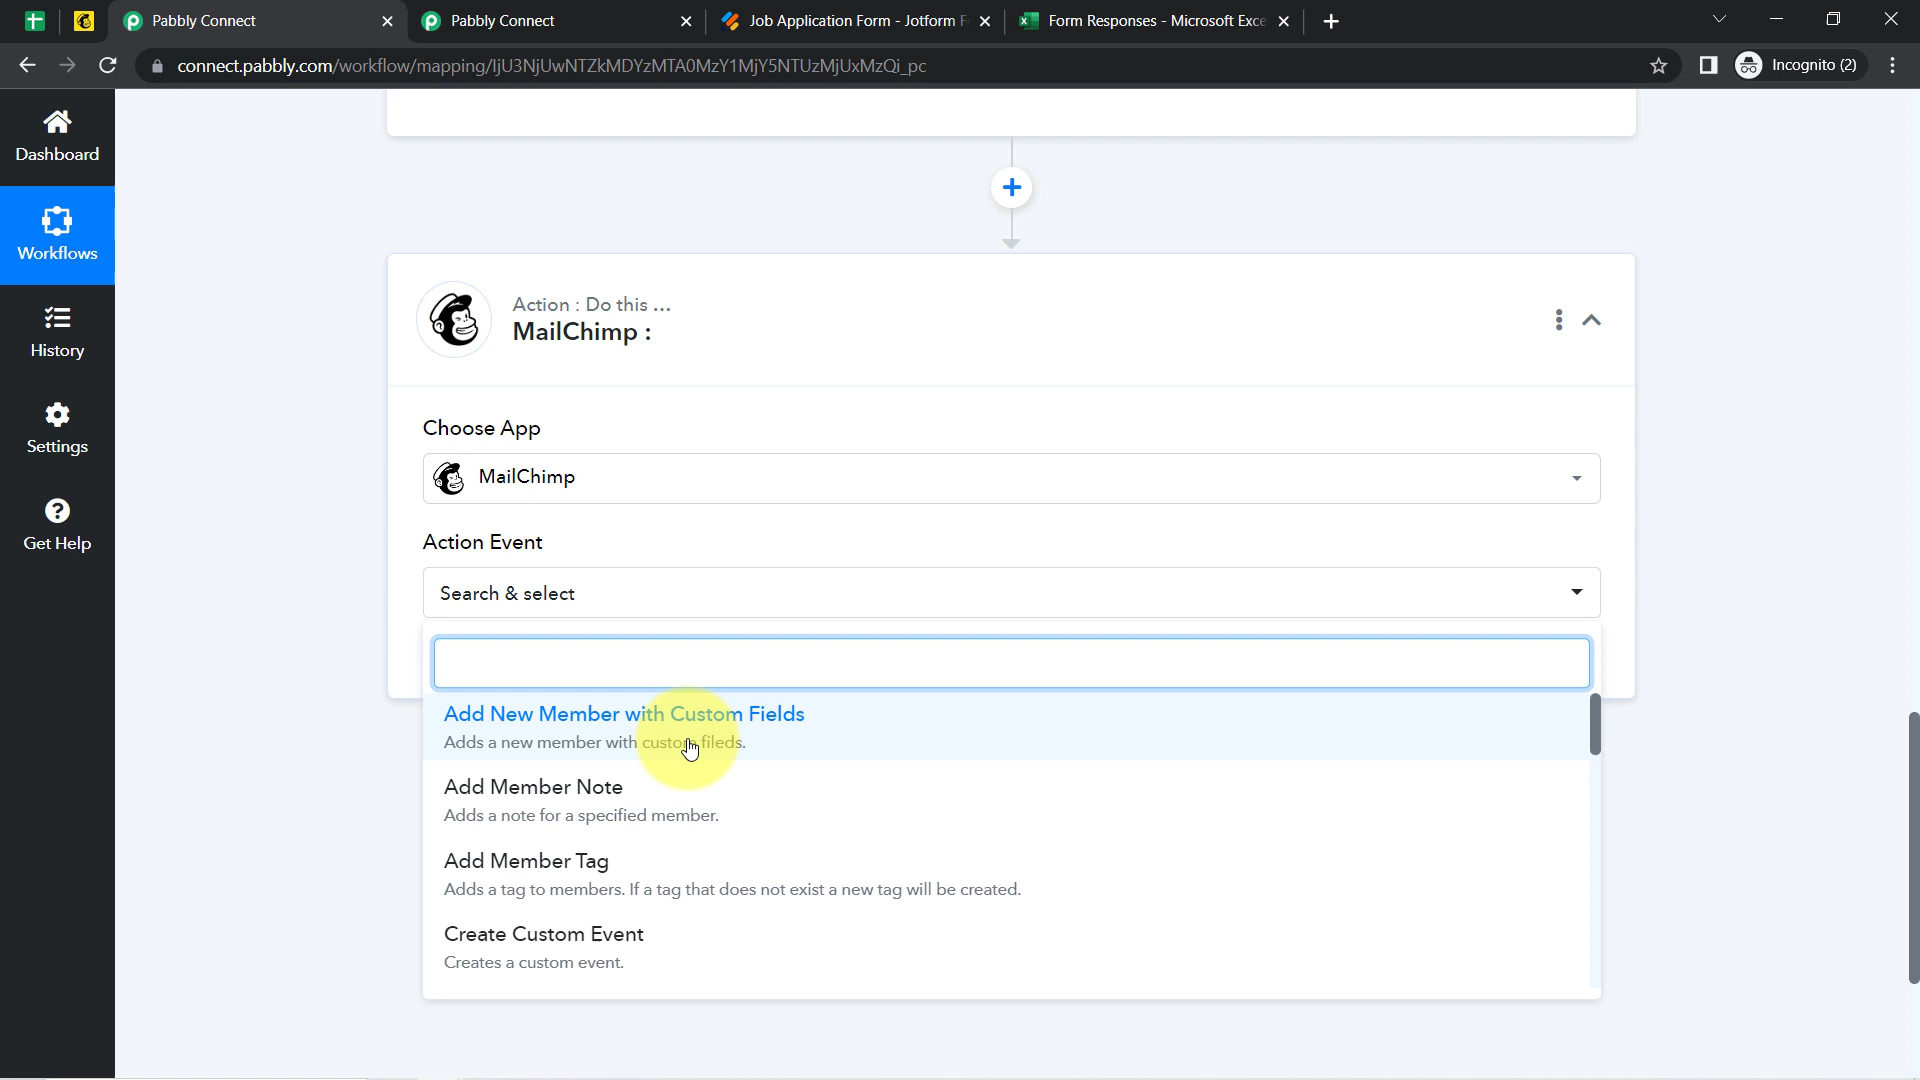 Pabbly Connect
Pabbly Connect
Job Application Form - Jotform F
Form Responses - Microsoft Exce
connect.pabbly.com/workflow/mapping/IjU3NjUwNTZkMDYzMTA0MzY1MjY5NTUzMjUxMzQi_pc
Incognito (2)
Dashboard
Workflows
History
Settings
Get Help
Action : Do this ...
MailChimp :
Choose App
MailChimp
Action Event
Search & select
Add New Member with Custom Fields
Adds a new member with custom fileds.
Add Member Note
Adds a note for a specified member.
Add Member Tag
Adds a tag to members. If a tag that does not exist a new tag will be created.
Create Custom Event
Creates a custom event.